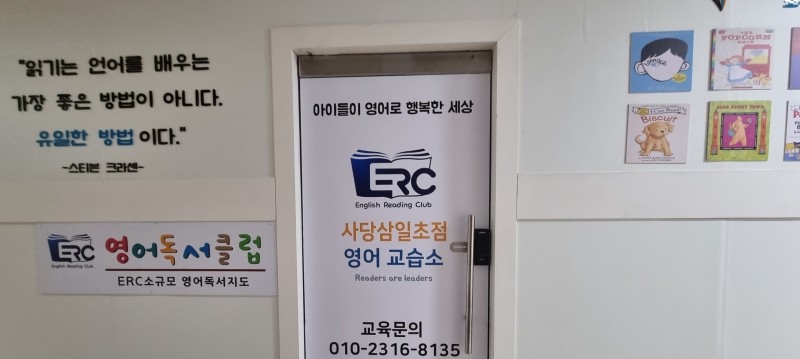 "읽기는 언어를 배우는
가장 좋은 방법이 아니다.
유일한 방법이다."
-스티븐 크라센-
ERC
English Reading Club
영어독서클럽
ERC소규모 영어독서지도
아이들이 영어로 행복한 세상
ERC
English Reading Club
사당삼일초점
영어 교습소
Readers are leaders
교육문의
010-2316-8135
POPCORN
Biscuit